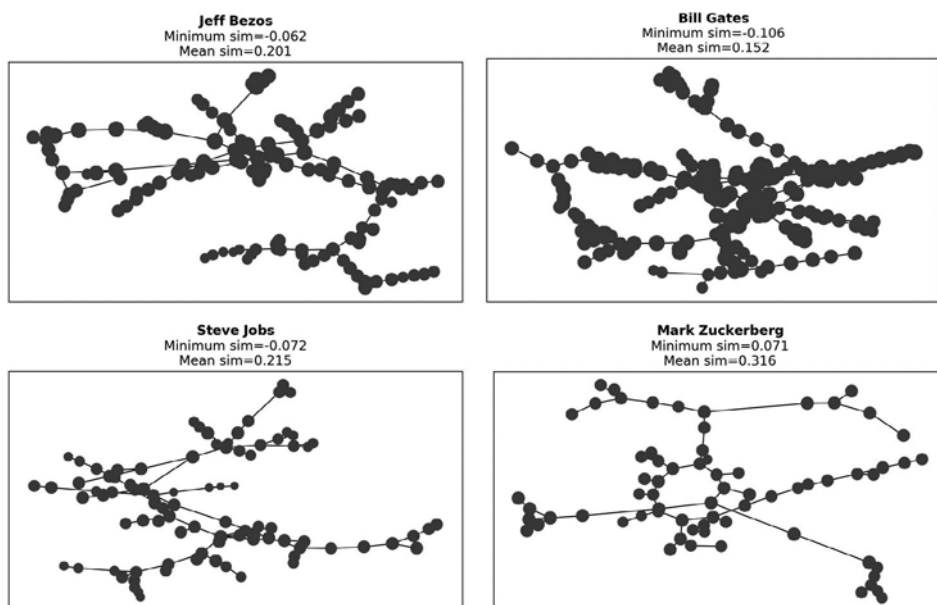 Jeff Bezos
Minimum sim=-0.062
Mean sim=0.201
Bill Gates
Minimum sim=-0.106
Mean sim=0.152
Steve Jobs
Minimum sim=-0.072
Mean sim=0.215
Mark Zuckerberg
Minimum sim=0.071
Mean sim=0.316